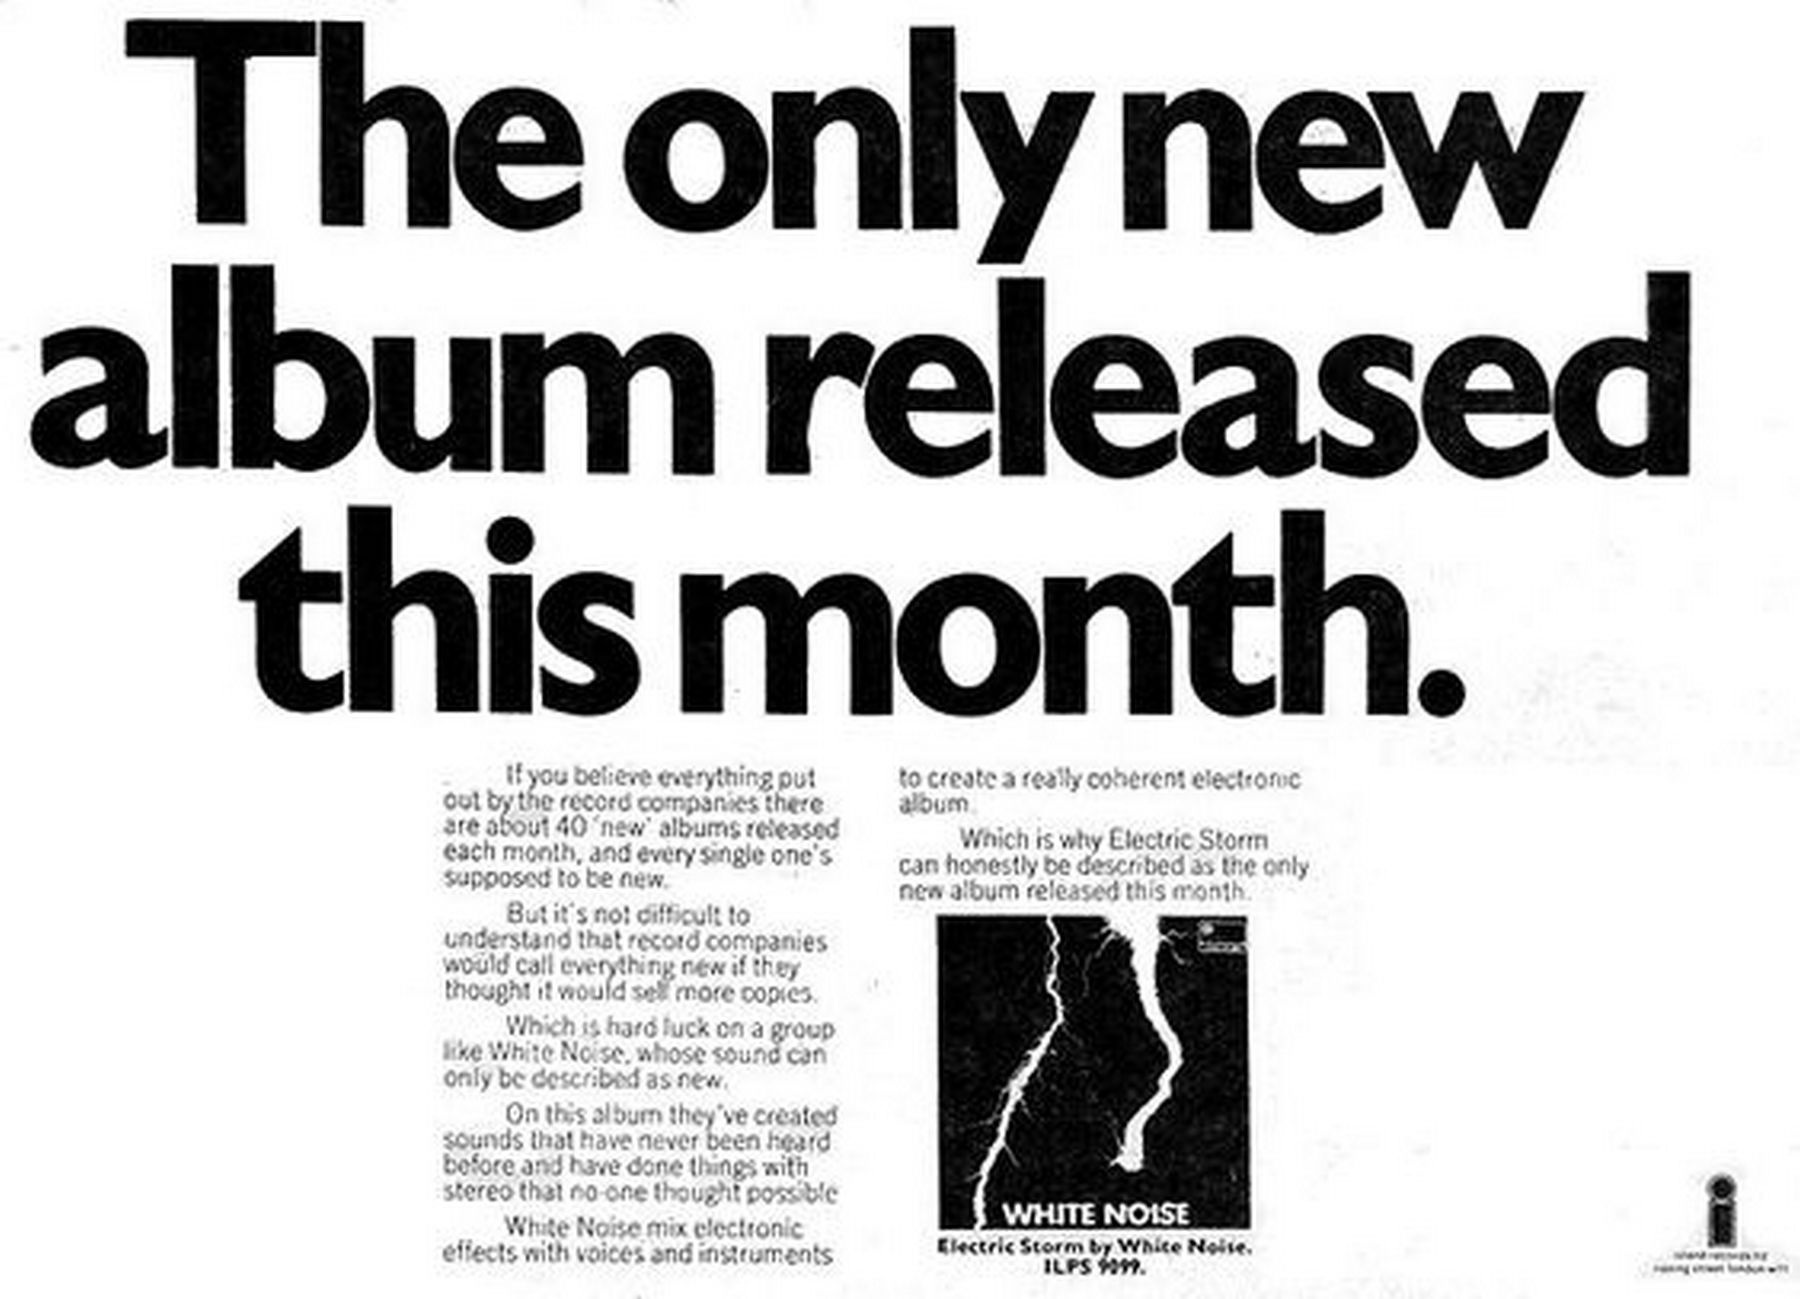 The only new
album released
this month.
If you believe everything put
out by the record companies there
are about 40 'new' albums released
each month, and every single one's
supposed to be new.
But it's not difficult to
understand that record companies
would call everything new if they
thought it would sell more copies.
Which is hard luck on a group
like White Noise, whose sound can
only be described as new.
On this album they've created
sounds that have never been heard
before and have done things with
stereo that no-one thought possible
White Noise mix electronic
effects with voices and instruments
to create a really coherent electronic
album.
Which is why Electric Storm
can honestly be described as the only
new album released this month.
WHITE NOISE
Electric Storm by White Noise.
ILPS 9099.
island records ltd
basing street london w11